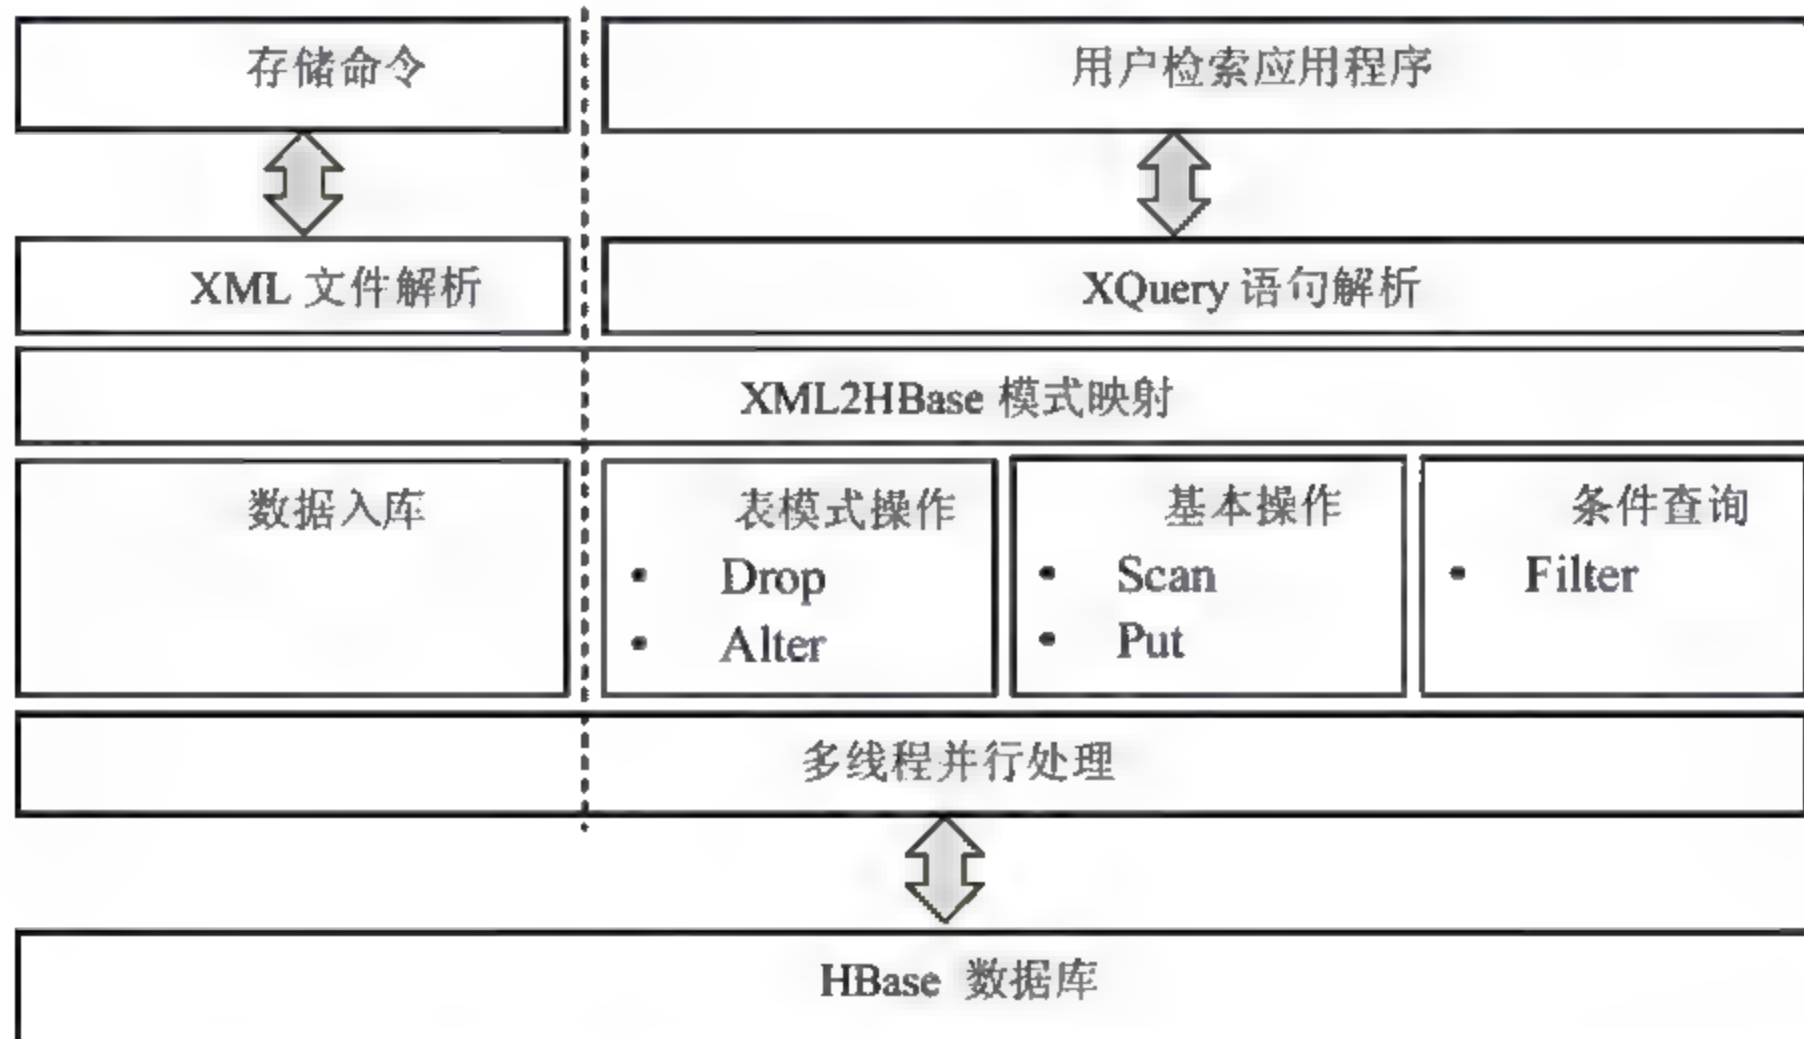 存储命令
用户检索应用程序
XML 文件解析
XQuery 语句解析
XML2HBase 模式映射
数据入库
表模式操作
• Drop
• Alter
基本操作
• Scan
• Put
条件查询
• Filter
多线程并行处理
HBase 数据库